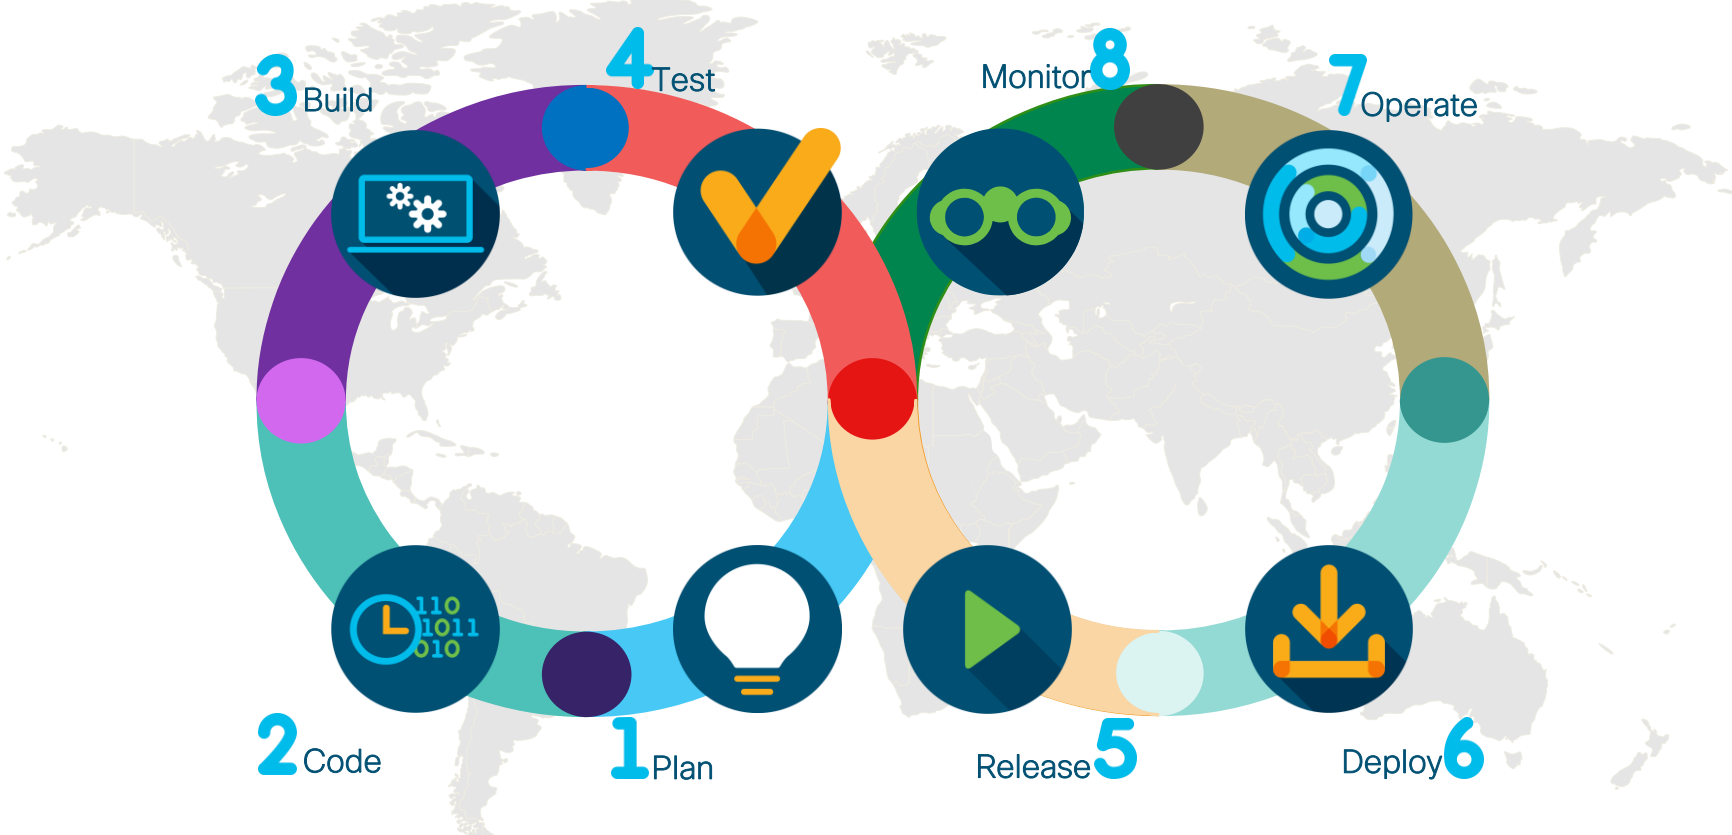 3 Build
4 Test
Monitor 8
7 Operate
110
1011
010
2 Code
1 Plan
Release 5
Deploy 6